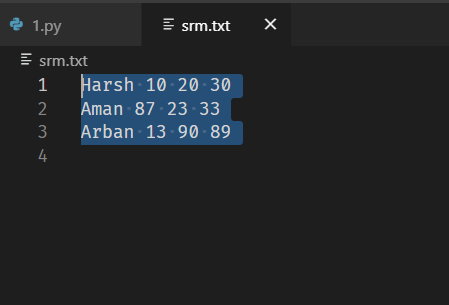 1.py
srm.txt
srm.txt
1 Harsh 10 20 30
2 Aman 87 23 33
3 Arban 13 90 89
4